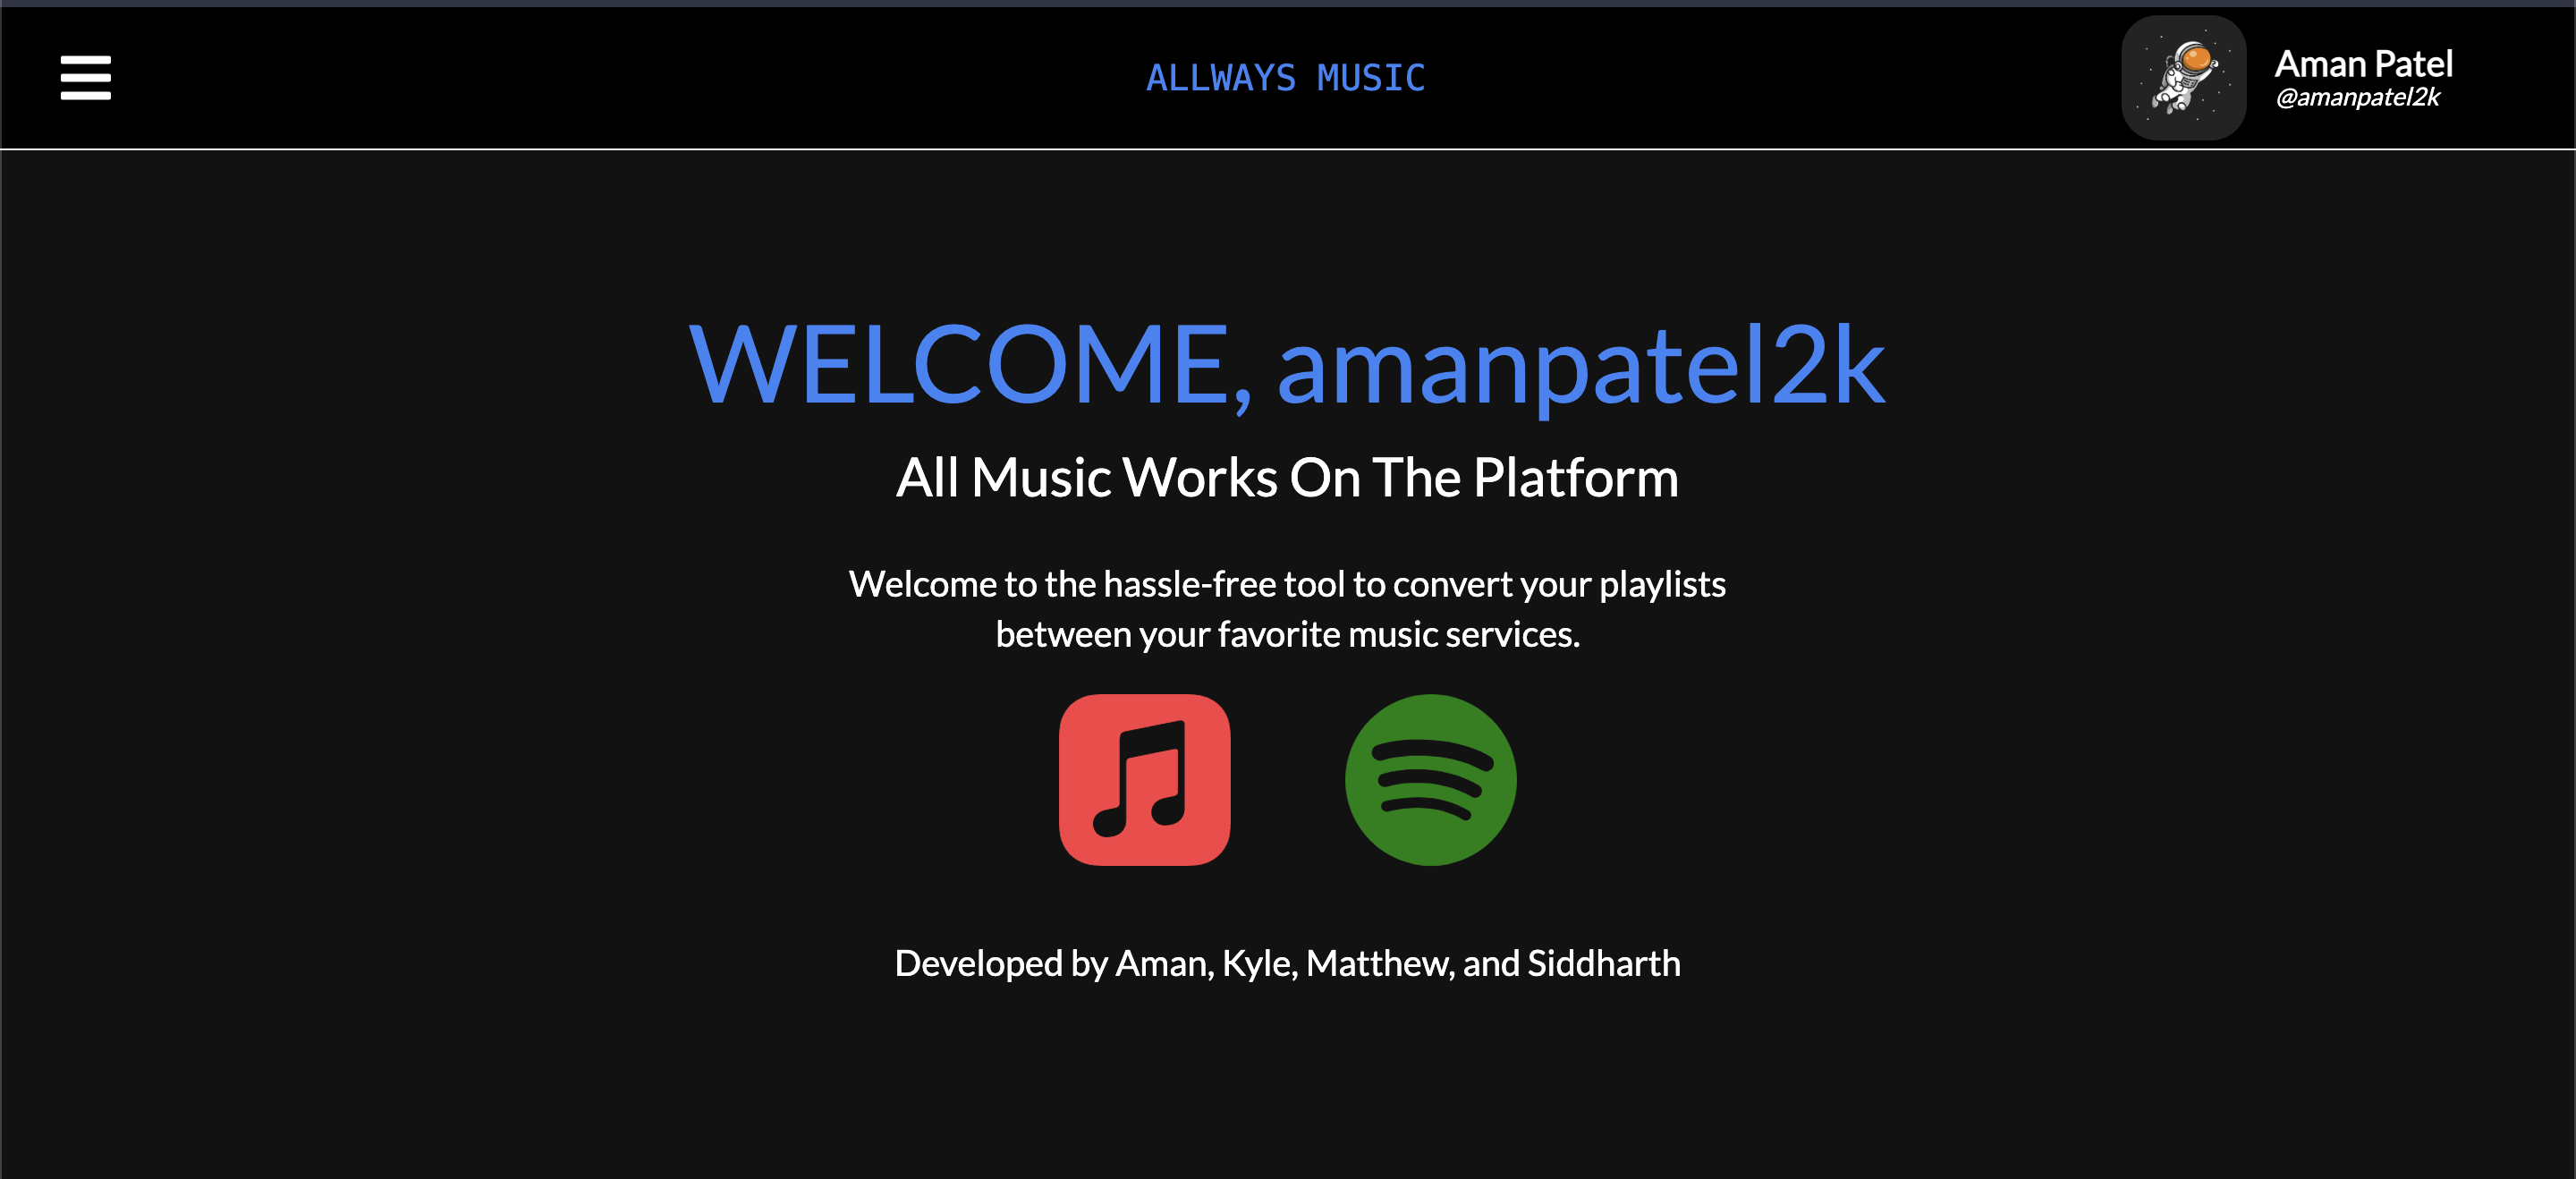 ALLWAYS MUSIC
Aman Patel
@amanpatel2k
WELCOME, amanpatel2k
All Music Works On The Platform
Welcome to the hassle-free tool to convert your playlists
between your favorite music services.
Developed by Aman, Kyle, Matthew, and Siddharth